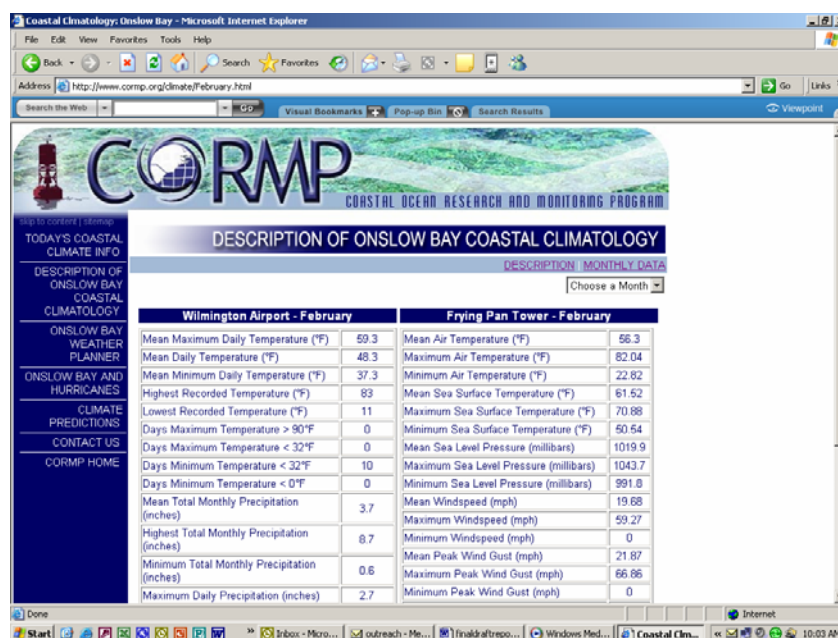 Coastal Clmatology: Onslow Bay - Microsoft Internet Explorer
File Edit View Favorites Tools Help
Back Search Favorites
Address http://www.cormp.org/climate/February.html Go Links
Search the Web GO Visual Bookmarks Pop-up Bin Search Results Viewpoint
CORMP
COASTAL OCEAN RESEARCH AND MONITORING PROGRAM
skip to content | sitemap
TODAY'S COASTAL
CLIMATE INFO
DESCRIPTION OF
ONSLOW BAY
COASTAL
CLIMATOLOGY
ONSLOW BAY
WEATHER
PLANNER
ONSLOW BAY AND
HURRICANES
CLIMATE
PREDICTIONS
CONTACT US
CORMP HOME
DESCRIPTION OF ONSLOW BAY COASTAL CLIMATOLOGY
DESCRIPTION | MONTHLY DATA
Choose a Month
Wilmington Airport - February
Mean Maximum Daily Temperature (°F) 59.3
Mean Daily Temperature (°F) 48.3
Mean Minimum Daily Temperature (°F) 37.3
Highest Recorded Temperature (°F) 83
Lowest Recorded Temperature (°F) 11
Days Maximum Temperature > 90°F 0
Days Maximum Temperature < 32°F 0
Days Minimum Temperature < 32°F 10
Days Minimum Temperature < 0°F 0
Mean Total Monthly Precipitation
(inches) 3.7
Highest Total Monthly Precipitation
(inches) 8.7
Minimum Total Monthly Precipitation
(inches) 0.6
Maximum Daily Precipitation (inches) 2.7
Frying Pan Tower - February
Mean Air Temperature (°F) 56.3
Maximum Air Temperature (°F) 82.04
Minimum Air Temperature (°F) 22.82
Mean Sea Surface Temperature (°F) 61.52
Maximum Sea Surface Temperature (°F) 70.88
Minimum Sea Surface Temperature (°F) 50.54
Mean Sea Level Pressure (millibars) 1019.9
Maximum Sea Level Pressure (millibars) 1043.7
Minimum Sea Level Pressure (millibars) 991.8
Mean Windspeed (mph) 19.68
Maximum Windspeed (mph) 59.27
Minimum Windspeed (mph) 0
Mean Peak Wind Gust (mph) 21.87
Maximum Peak Wind Gust (mph) 66.86
Minimum Peak Wind Gust (mph) 0
Done Internet
Start Inbox - Micro... outreach - Me... finaldraftrepo... Windows Med... Coastal Clm... 10:03 AM